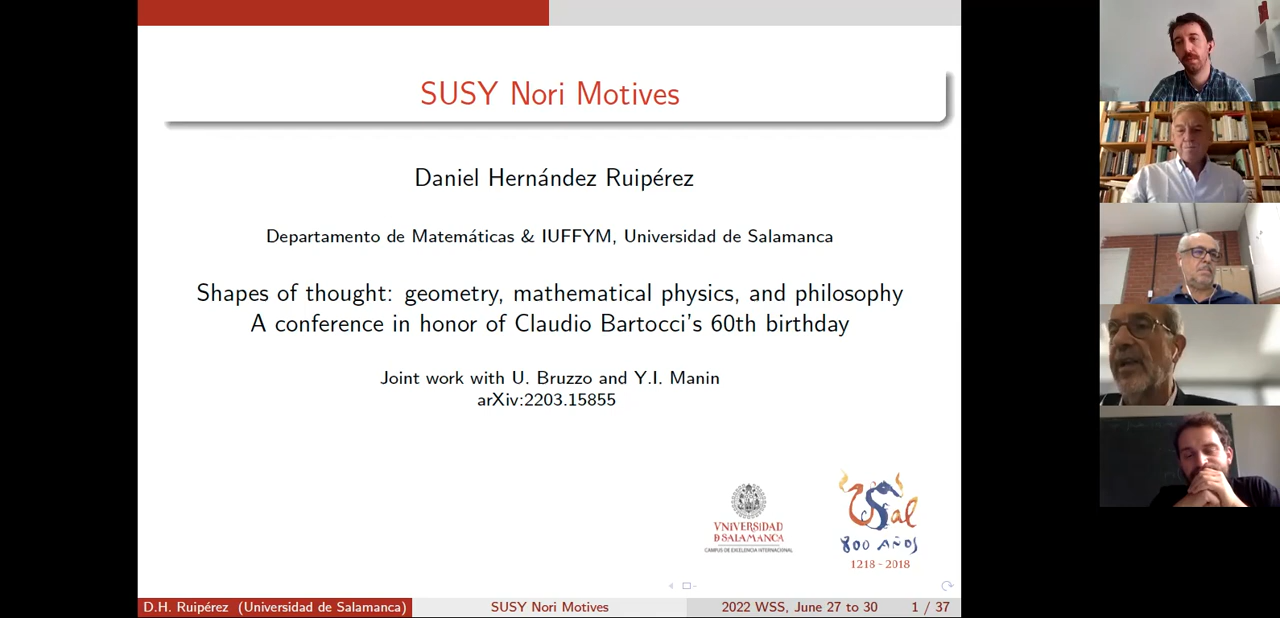 SUSY Nori Motives
Daniel Hernández Ruipérez
Departamento de Matemáticas & IUFFYM, Universidad de Salamanca
Shapes of thought: geometry, mathematical physics, and philosophy
A conference in honor of Claudio Bartocci's 60th birthday
Joint work with U. Bruzzo and Y.I. Manin
arXiv:2203.15855
VNiVERSiDAD
D SALAMANCA
CAMPUS DE EXCELENCIA INTERNACIONAL
USal
800 AÑOS
1218 - 2018
D.H. Ruipérez (Universidad de Salamanca) SUSY Nori Motives 2022 WSS, June 27 to 30 1 / 37